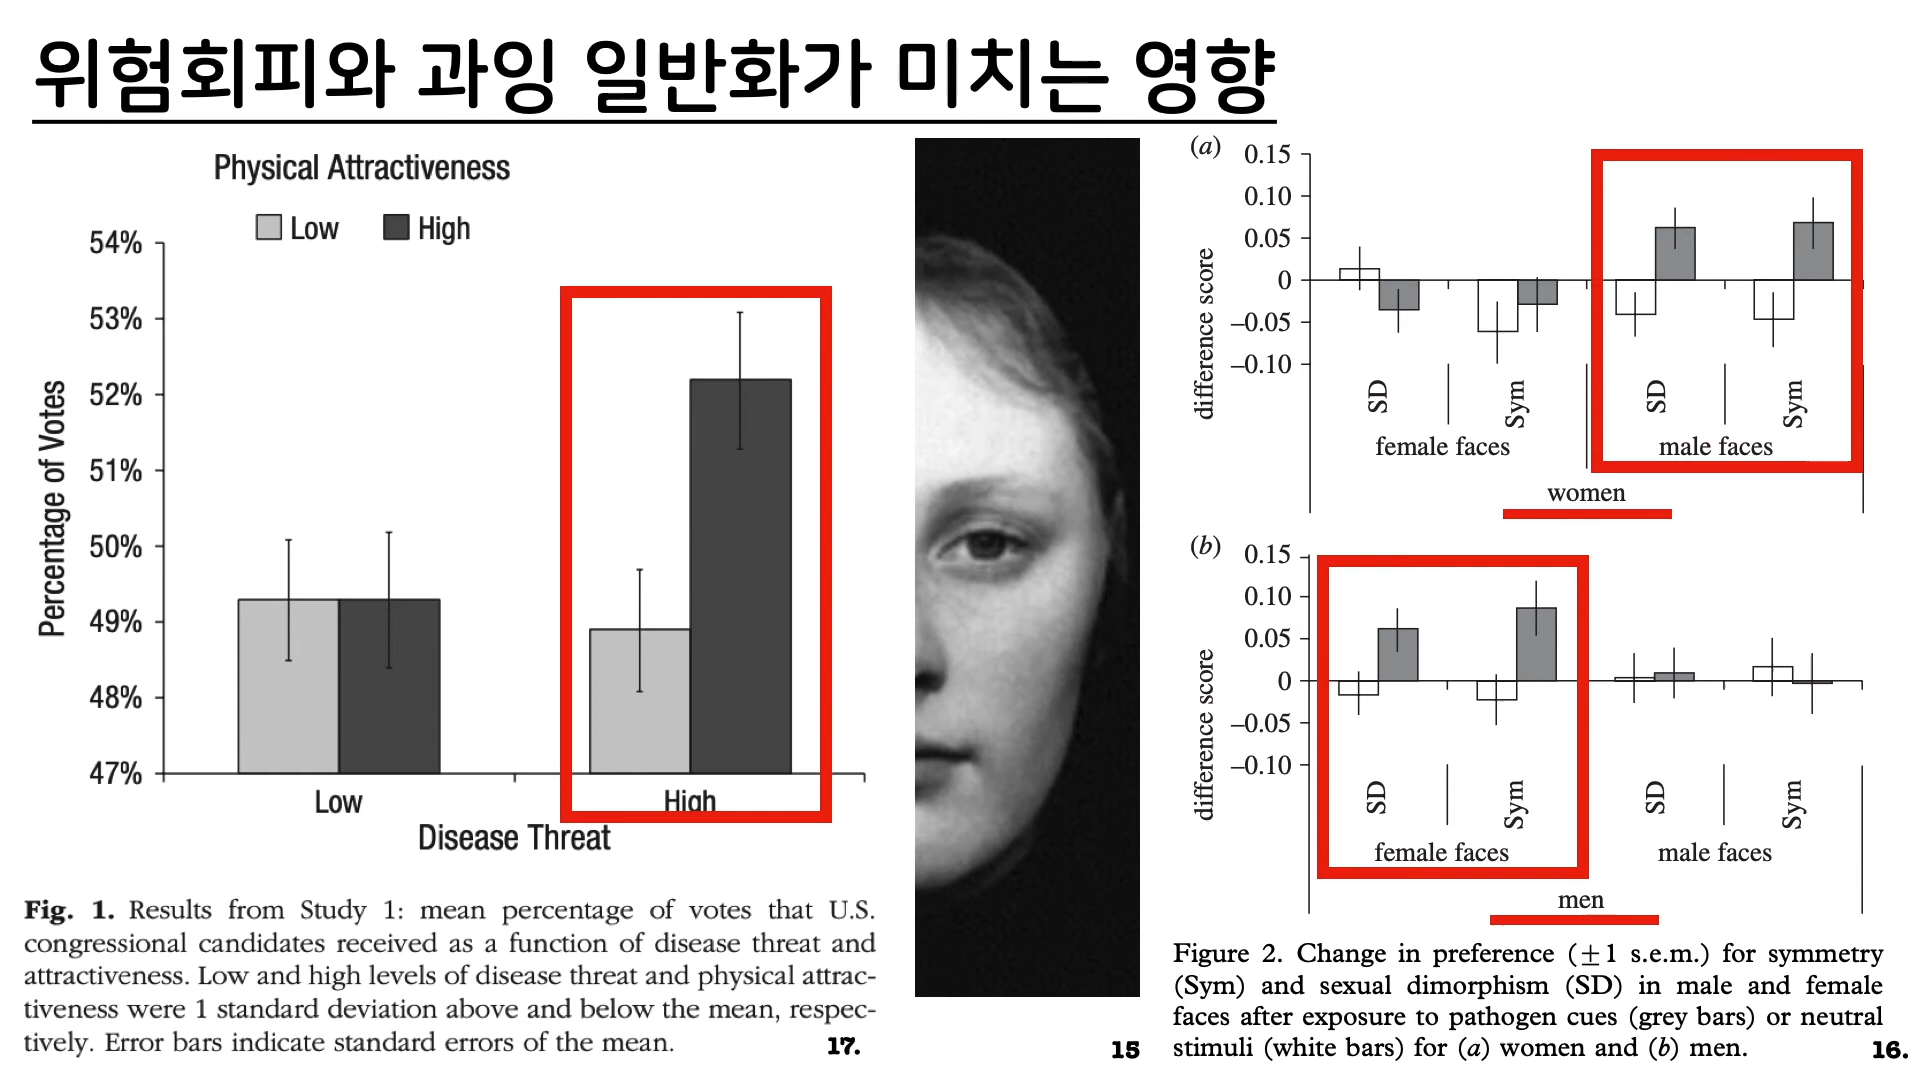 위험회피와 과잉 일반화가 미치는 영향
Physical Attractiveness
Low High
54%
53%
52%
51%
50%
49%
48%
47%
Percentage of Votes
Low High
Disease Threat
Fig. 1. Results from Study 1: mean percentage of votes that U.S.
congressional candidates received as a function of disease threat and
attractiveness. Low and high levels of disease threat and physical attrac-
tiveness were 1 standard deviation above and below the mean, respec-
tively. Error bars indicate standard errors of the mean.
17.
15
(a)
0.15
0.10
0.05
0
–0.05
–0.10
difference score
SD Sym SD Sym
female faces male faces
women
(b)
0.15
0.10
0.05
0
–0.05
–0.10
difference score
SD Sym SD Sym
female faces male faces
men
Figure 2. Change in preference (±1 s.e.m.) for symmetry
(Sym) and sexual dimorphism (SD) in male and female
faces after exposure to pathogen cues (grey bars) or neutral
stimuli (white bars) for (a) women and (b) men.
16.